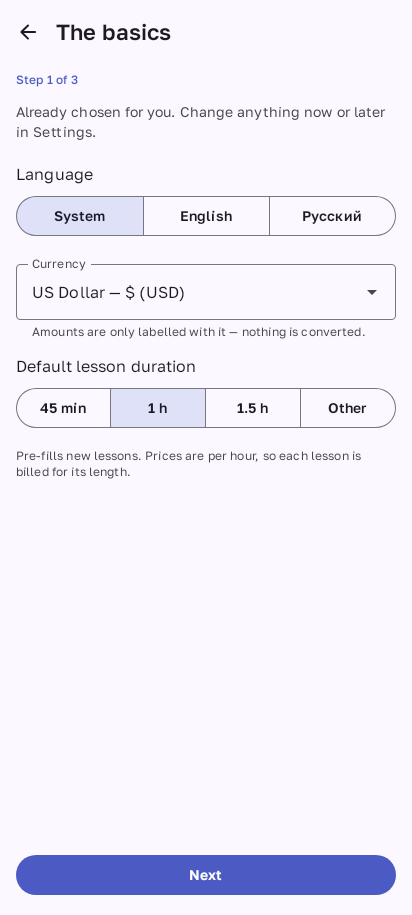 The basics
Step 1 of 3
Already chosen for you. Change anything now or later
in Settings.
Language
System
English
Русский
Currency
US Dollar — $ (USD)
Amounts are only labelled with it — nothing is converted.
Default lesson duration
45 min
1 h
1.5 h
Other
Pre-fills new lessons. Prices are per hour, so each lesson is
billed for its length.
Next